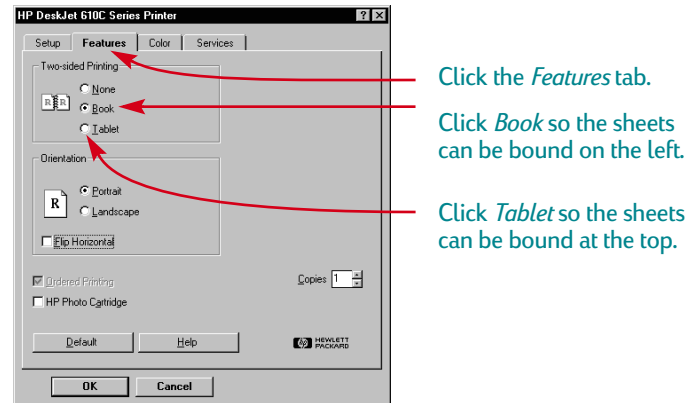 HP DeskJet 610C Series Printer
Setup Features Color Services
Two-sided Printing
None
R R
Book
Tablet
Orientation
R
Portrait
Landscape
Flip Horizontal
Ordered Printing
Copies 1
HP Photo Cartridge
Default Help
hp HEWLETT
PACKARD
OK Cancel
Click the Features tab.
Click Book so the sheets
can be bound on the left.
Click Tablet so the sheets
can be bound at the top.